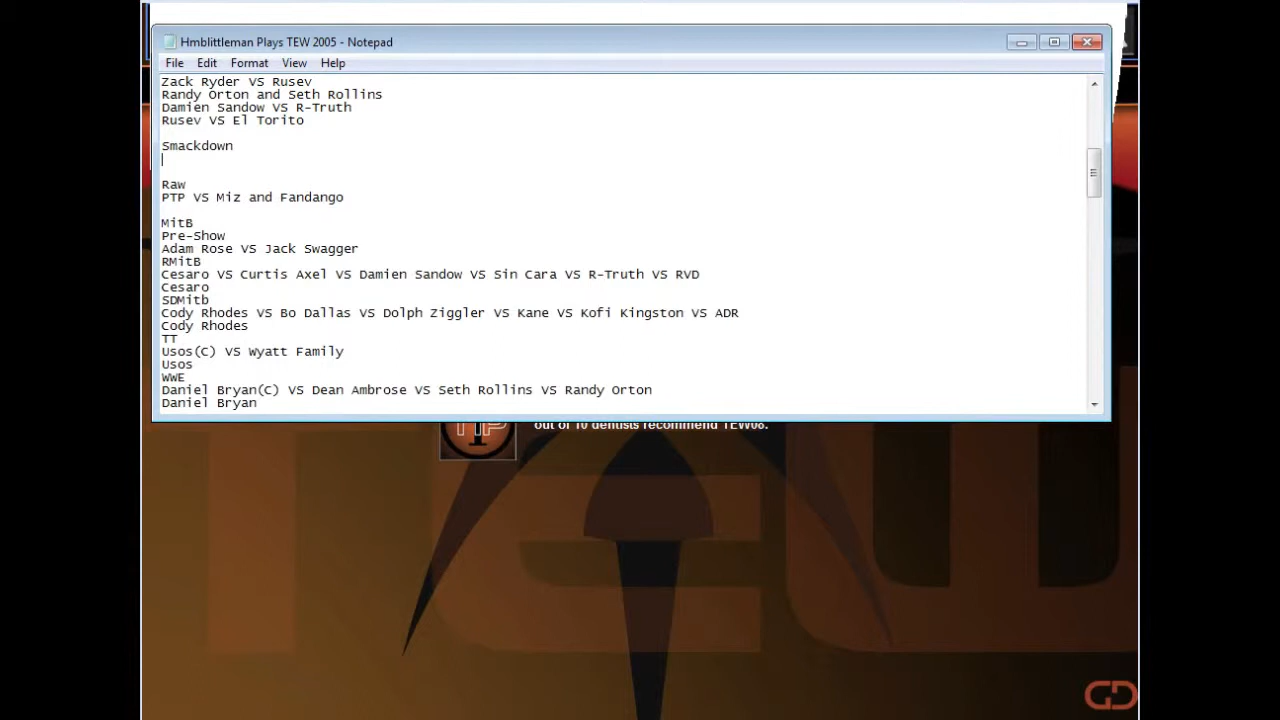 Hmblittleman Plays TEW 2005 - Notepad
File Edit Format View Help
Zack Ryder VS Rusev
Randy Orton and Seth Rollins
Damien Sandow VS R-Truth
Rusev VS El Torito
Smackdown
Raw
PTP VS Miz and Fandango
MitB
Pre-Show
Adam Rose VS Jack Swagger
RMitB
Cesaro VS Curtis Axel VS Damien Sandow VS Sin Cara VS R-Truth VS RVD
Cesaro
SDMitb
Cody Rhodes VS Bo Dallas VS Dolph Ziggler VS Kane VS Kofi Kingston VS ADR
Cody Rhodes
TT
Usos(C) VS Wyatt Family
Usos
WWE
Daniel Bryan(C) VS Dean Ambrose VS Seth Rollins VS Randy Orton
Daniel Bryan
out of 10 dentists recommend TEW08.
TEW
GD